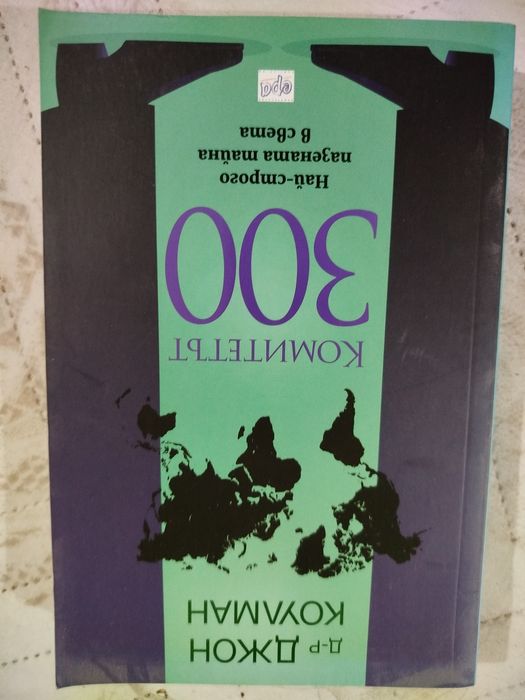 Д-Р ДЖОН
КОУЛМАН
КОМИТЕТЪТ
300
Най-строго
пазената тайна
в света